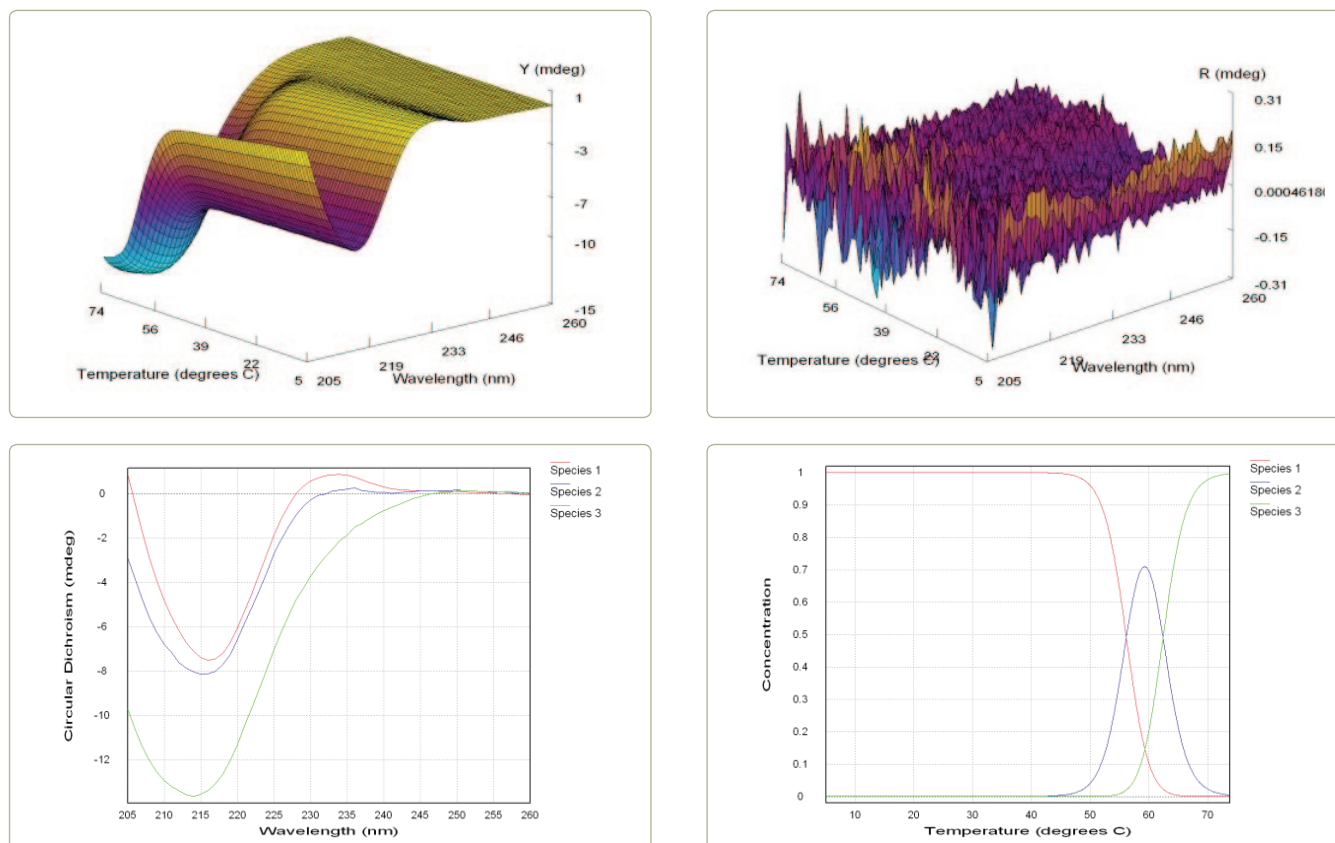 Y (mdeg)
1
-3
-7
-10
-15
74
56
39
22
5
205
219
233
246
260
Temperature (degrees C)
Wavelength (nm)
R (mdeg)
0.31
0.15
-0.15
-0.31
74
56
39
22
5
205
219
233
246
260
Temperature (degrees C)
Wavelength (nm)
Species 1
Species 2
Species 3
Circular Dichroism (mdeg)
0
-2
-4
-6
-8
-10
-12
205 210 215 220 225 230 235 240 245 250 255 260
Wavelength (nm)
Species 1
Species 2
Species 3
Concentration
1
0.9
0.8
0.7
0.6
0.5
0.4
0.3
0.2
0.1
0
10 20 30 40 50 60 70
Temperature (degrees C)